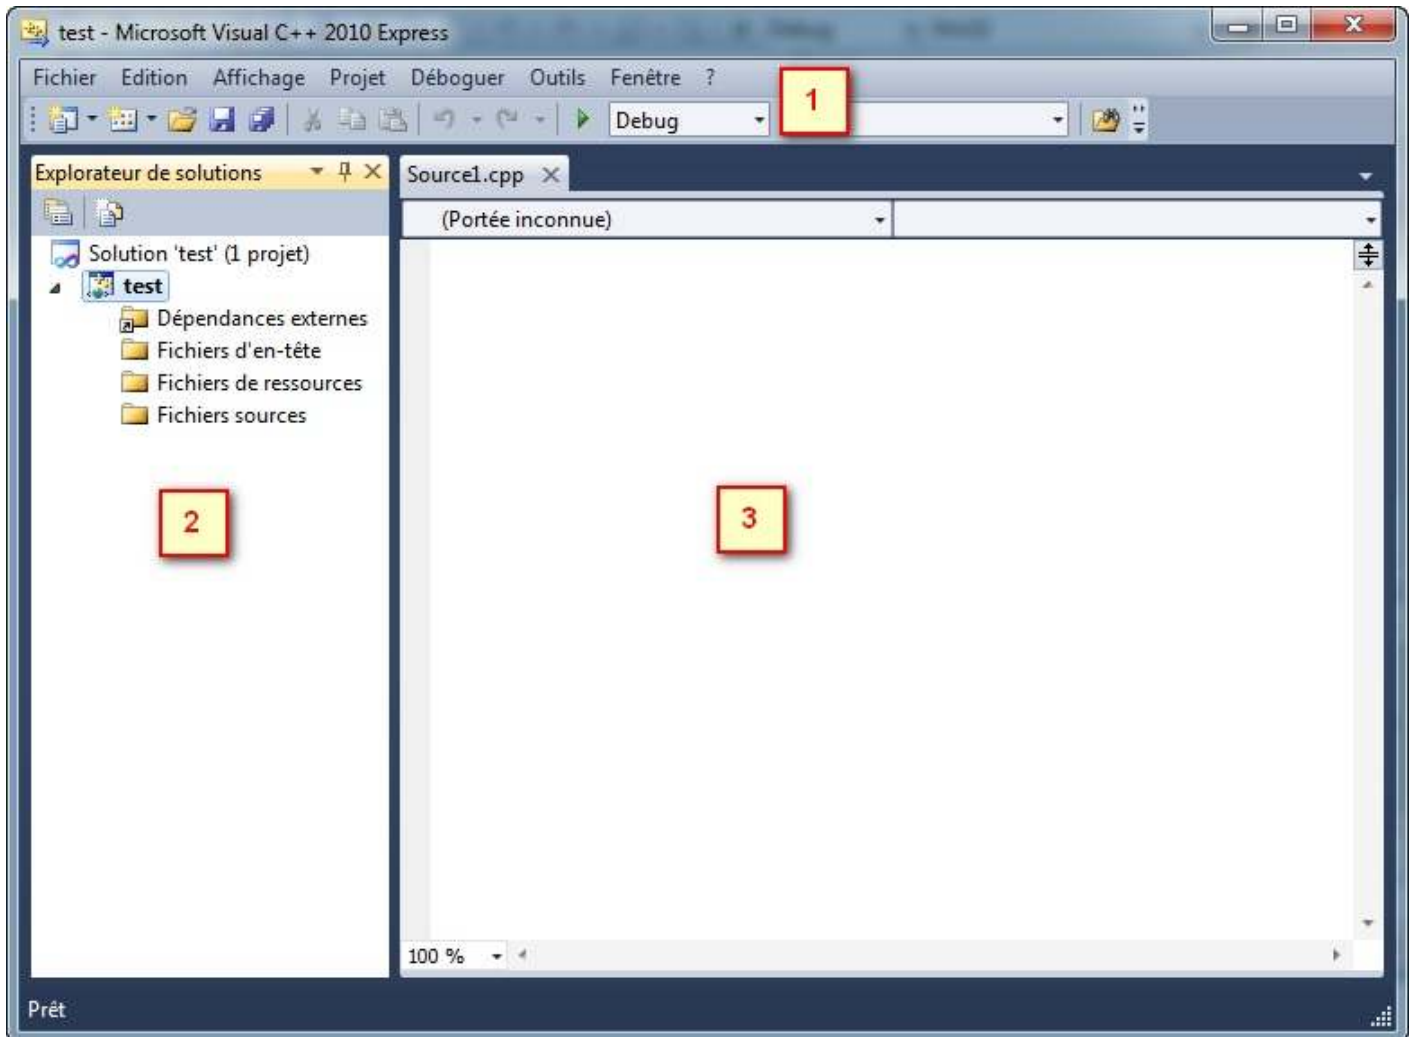 test - Microsoft Visual C++ 2010 Express
Fichier Edition Affichage Projet Déboguer Outils Fenêtre ?
1
Debug
Explorateur de solutions
Source1.cpp
(Portée inconnue)
Solution 'test' (1 projet)
test
Dépendances externes
Fichiers d'en-tête
Fichiers de ressources
Fichiers sources
2
3
100 %
Prêt